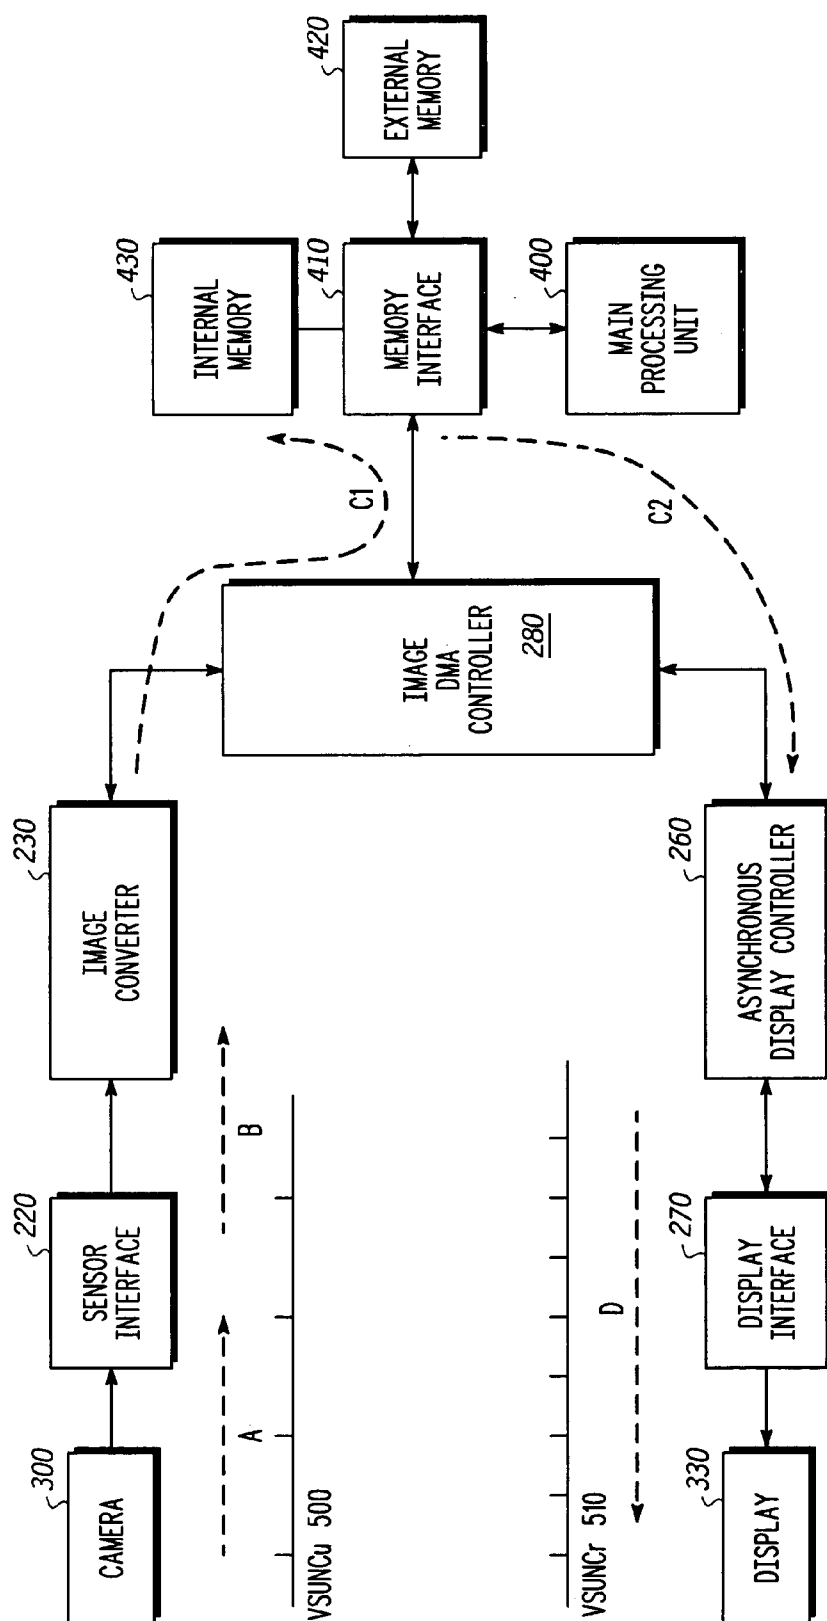 300
CAMERA
220
SENSOR
INTERFACE
230
IMAGE
CONVERTER
A
B
VSUNCu 500
C1
430
INTERNAL
MEMORY
410
MEMORY
INTERFACE
420
EXTERNAL
MEMORY
IMAGE
DMA
CONTROLLER
280
400
MAIN
PROCESSING
UNIT
C2
VSUNCr 510
D
330
DISPLAY
270
DISPLAY
INTERFACE
260
ASYNCHRONOUS
DISPLAY CONTROLLER